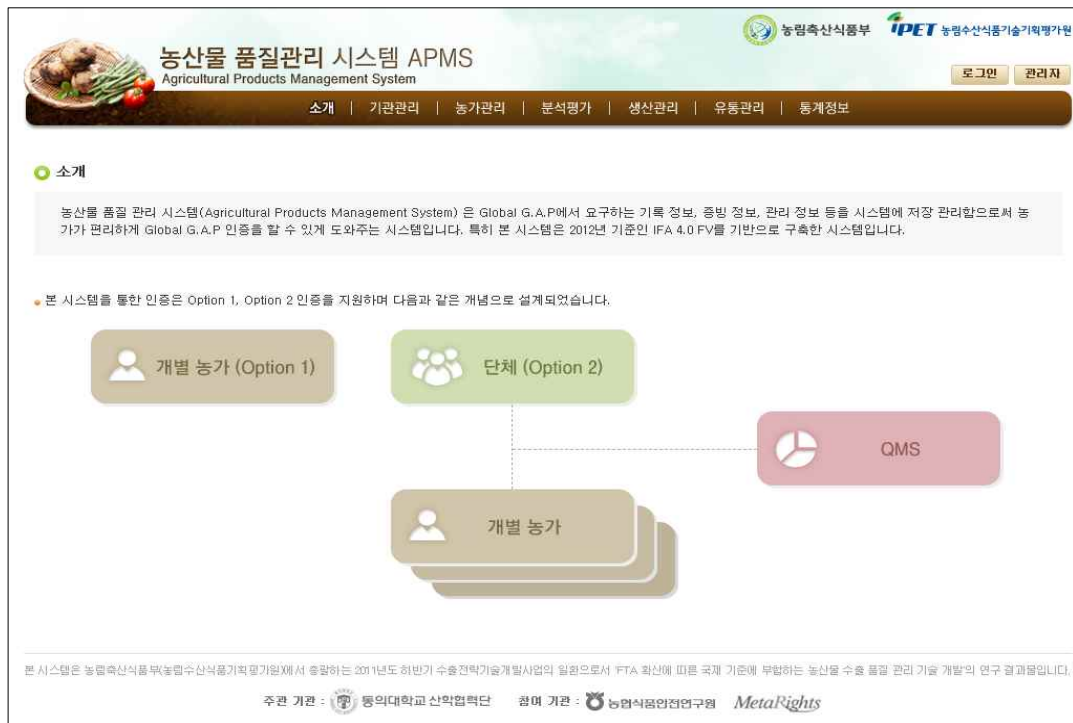 농림축산식품부 iPET 농림수산식품기술기획평가원
농산물 품질관리 시스템 APMS
Agricultural Products Management System
로그인 관리자
소개 | 기관관리 | 농가관리 | 분석평가 | 생산관리 | 유통관리 | 통계정보
소개
농산물 품질 관리 시스템(Agricultural Products Management System) 은 Global G.A.P에서 요구하는 기록 정보, 증빙 정보, 관리 정보 등을 시스템에 저장 관리함으로써 농
가가 편리하게 Global G.A.P 인증을 할 수 있게 도와주는 시스템입니다. 특히 본 시스템은 2012년 기준인 IFA 4.0 FV를 기반으로 구축한 시스템입니다.
본 시스템을 통한 인증은 Option 1, Option 2 인증을 지원하며 다음과 같은 개념으로 설계되었습니다.
개별 농가 (Option 1)
단체 (Option 2)
QMS
개별 농가
본 시스템은 농림축산식품부(농림수산식품기획평가원)에서 총괄하는 2011년도 하반기 수출전략기술개발사업의 일환으로서 'FTA 확산에 따른 국제 기준에 부합하는 농산물 수출 품질 관리 기술 개발'의 연구 결과물입니다.
주관 기관 : 동의대학교 산학협력단 참여 기관 : 농협식품안전연구원 MetaRights